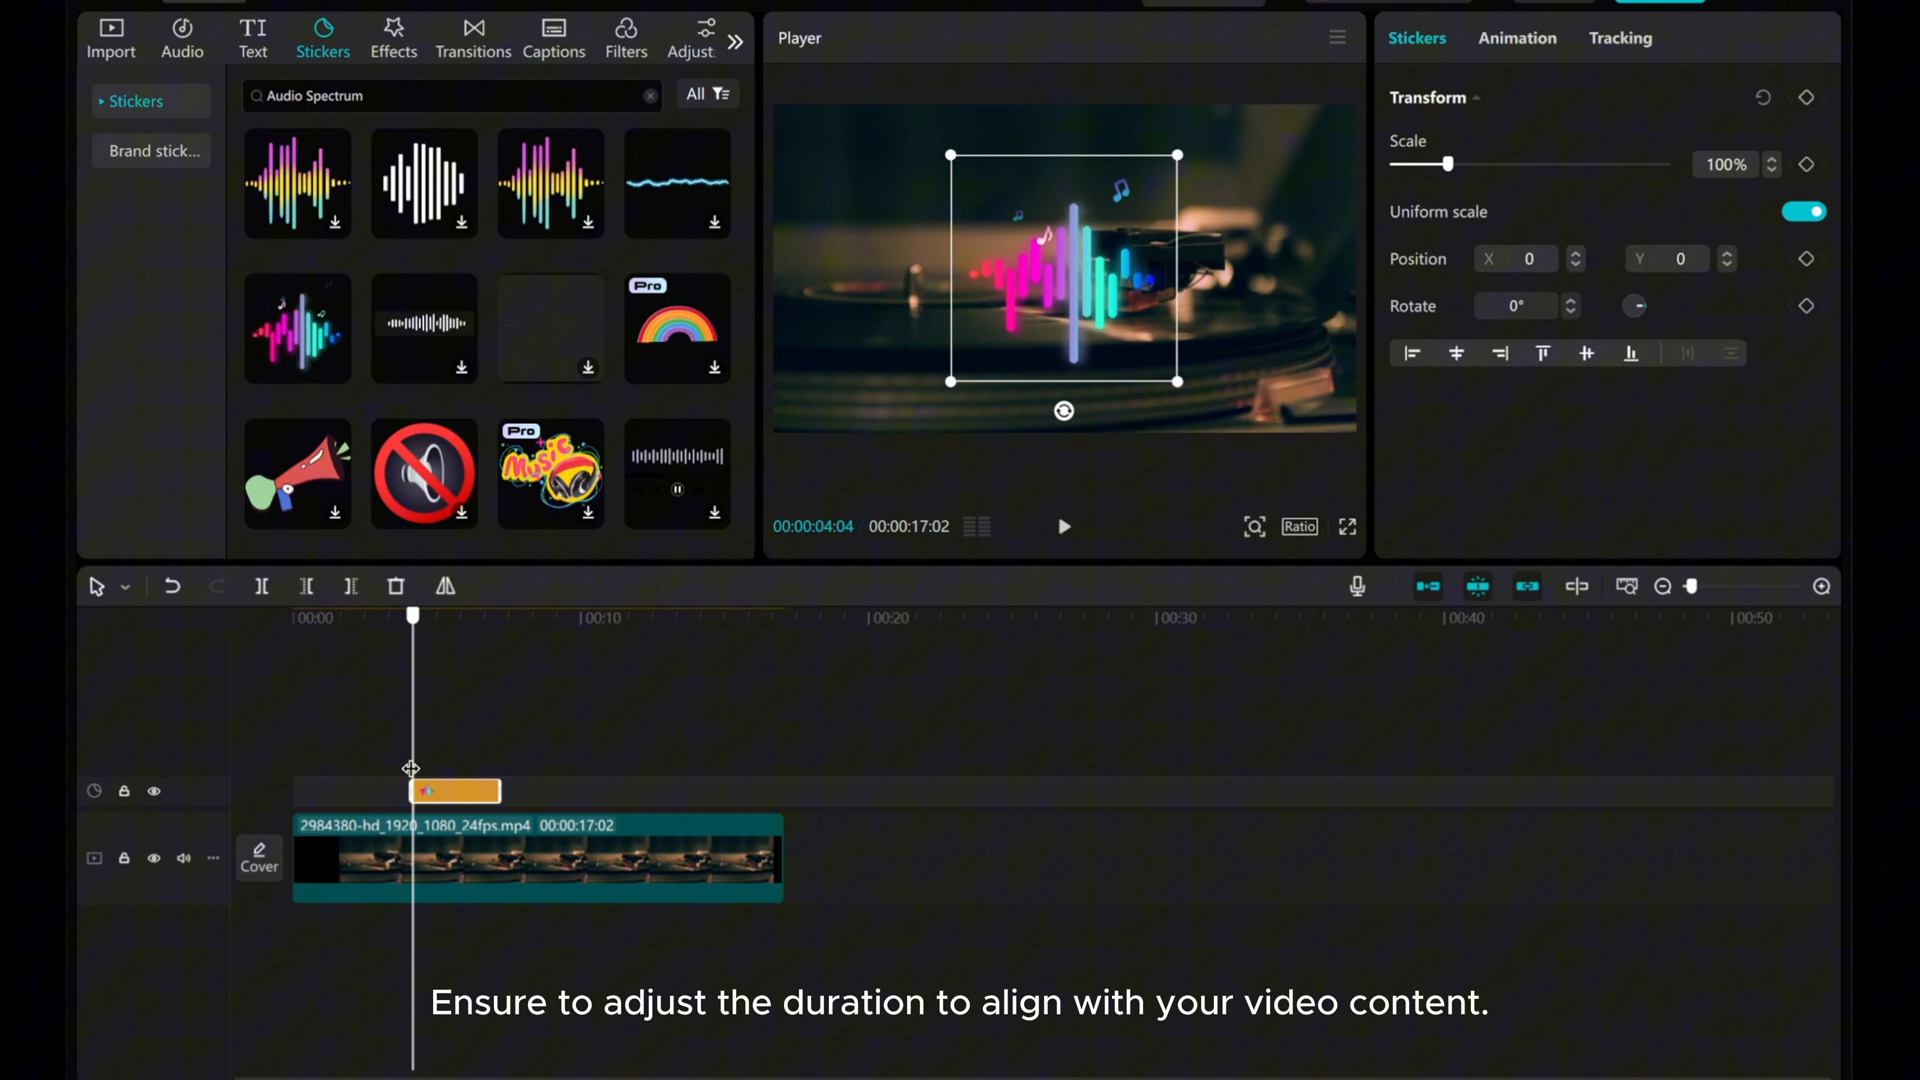 Import
Audio
TI
Text
Stickers
Effects
Transitions
Captions
Filters
Adjust.
Stickers
Brand stick...
Audio Spectrum
All
Pro
Pro
Music
Player
00:00:04:04
00:00:17:02
Ratio
Stickers
Animation
Tracking
Transform
Scale
100%
Uniform scale
Position X 0 Y 0
Rotate 0°
00:00
00:10
00:20
00:30
00:40
00:50
Cover
2984380-hd_1920_1080_24fps.mp4 00:00:17:02
Ensure to adjust the duration to align with your video content.